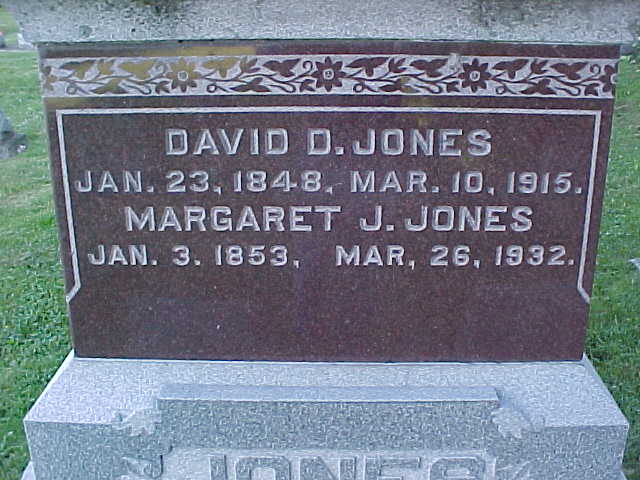 DAVID D. JONES
JAN. 23, 1848, MAR. 10, 1915.
MARGARET J. JONES
JAN. 3. 1853, MAR, 26, 1932.
JONES